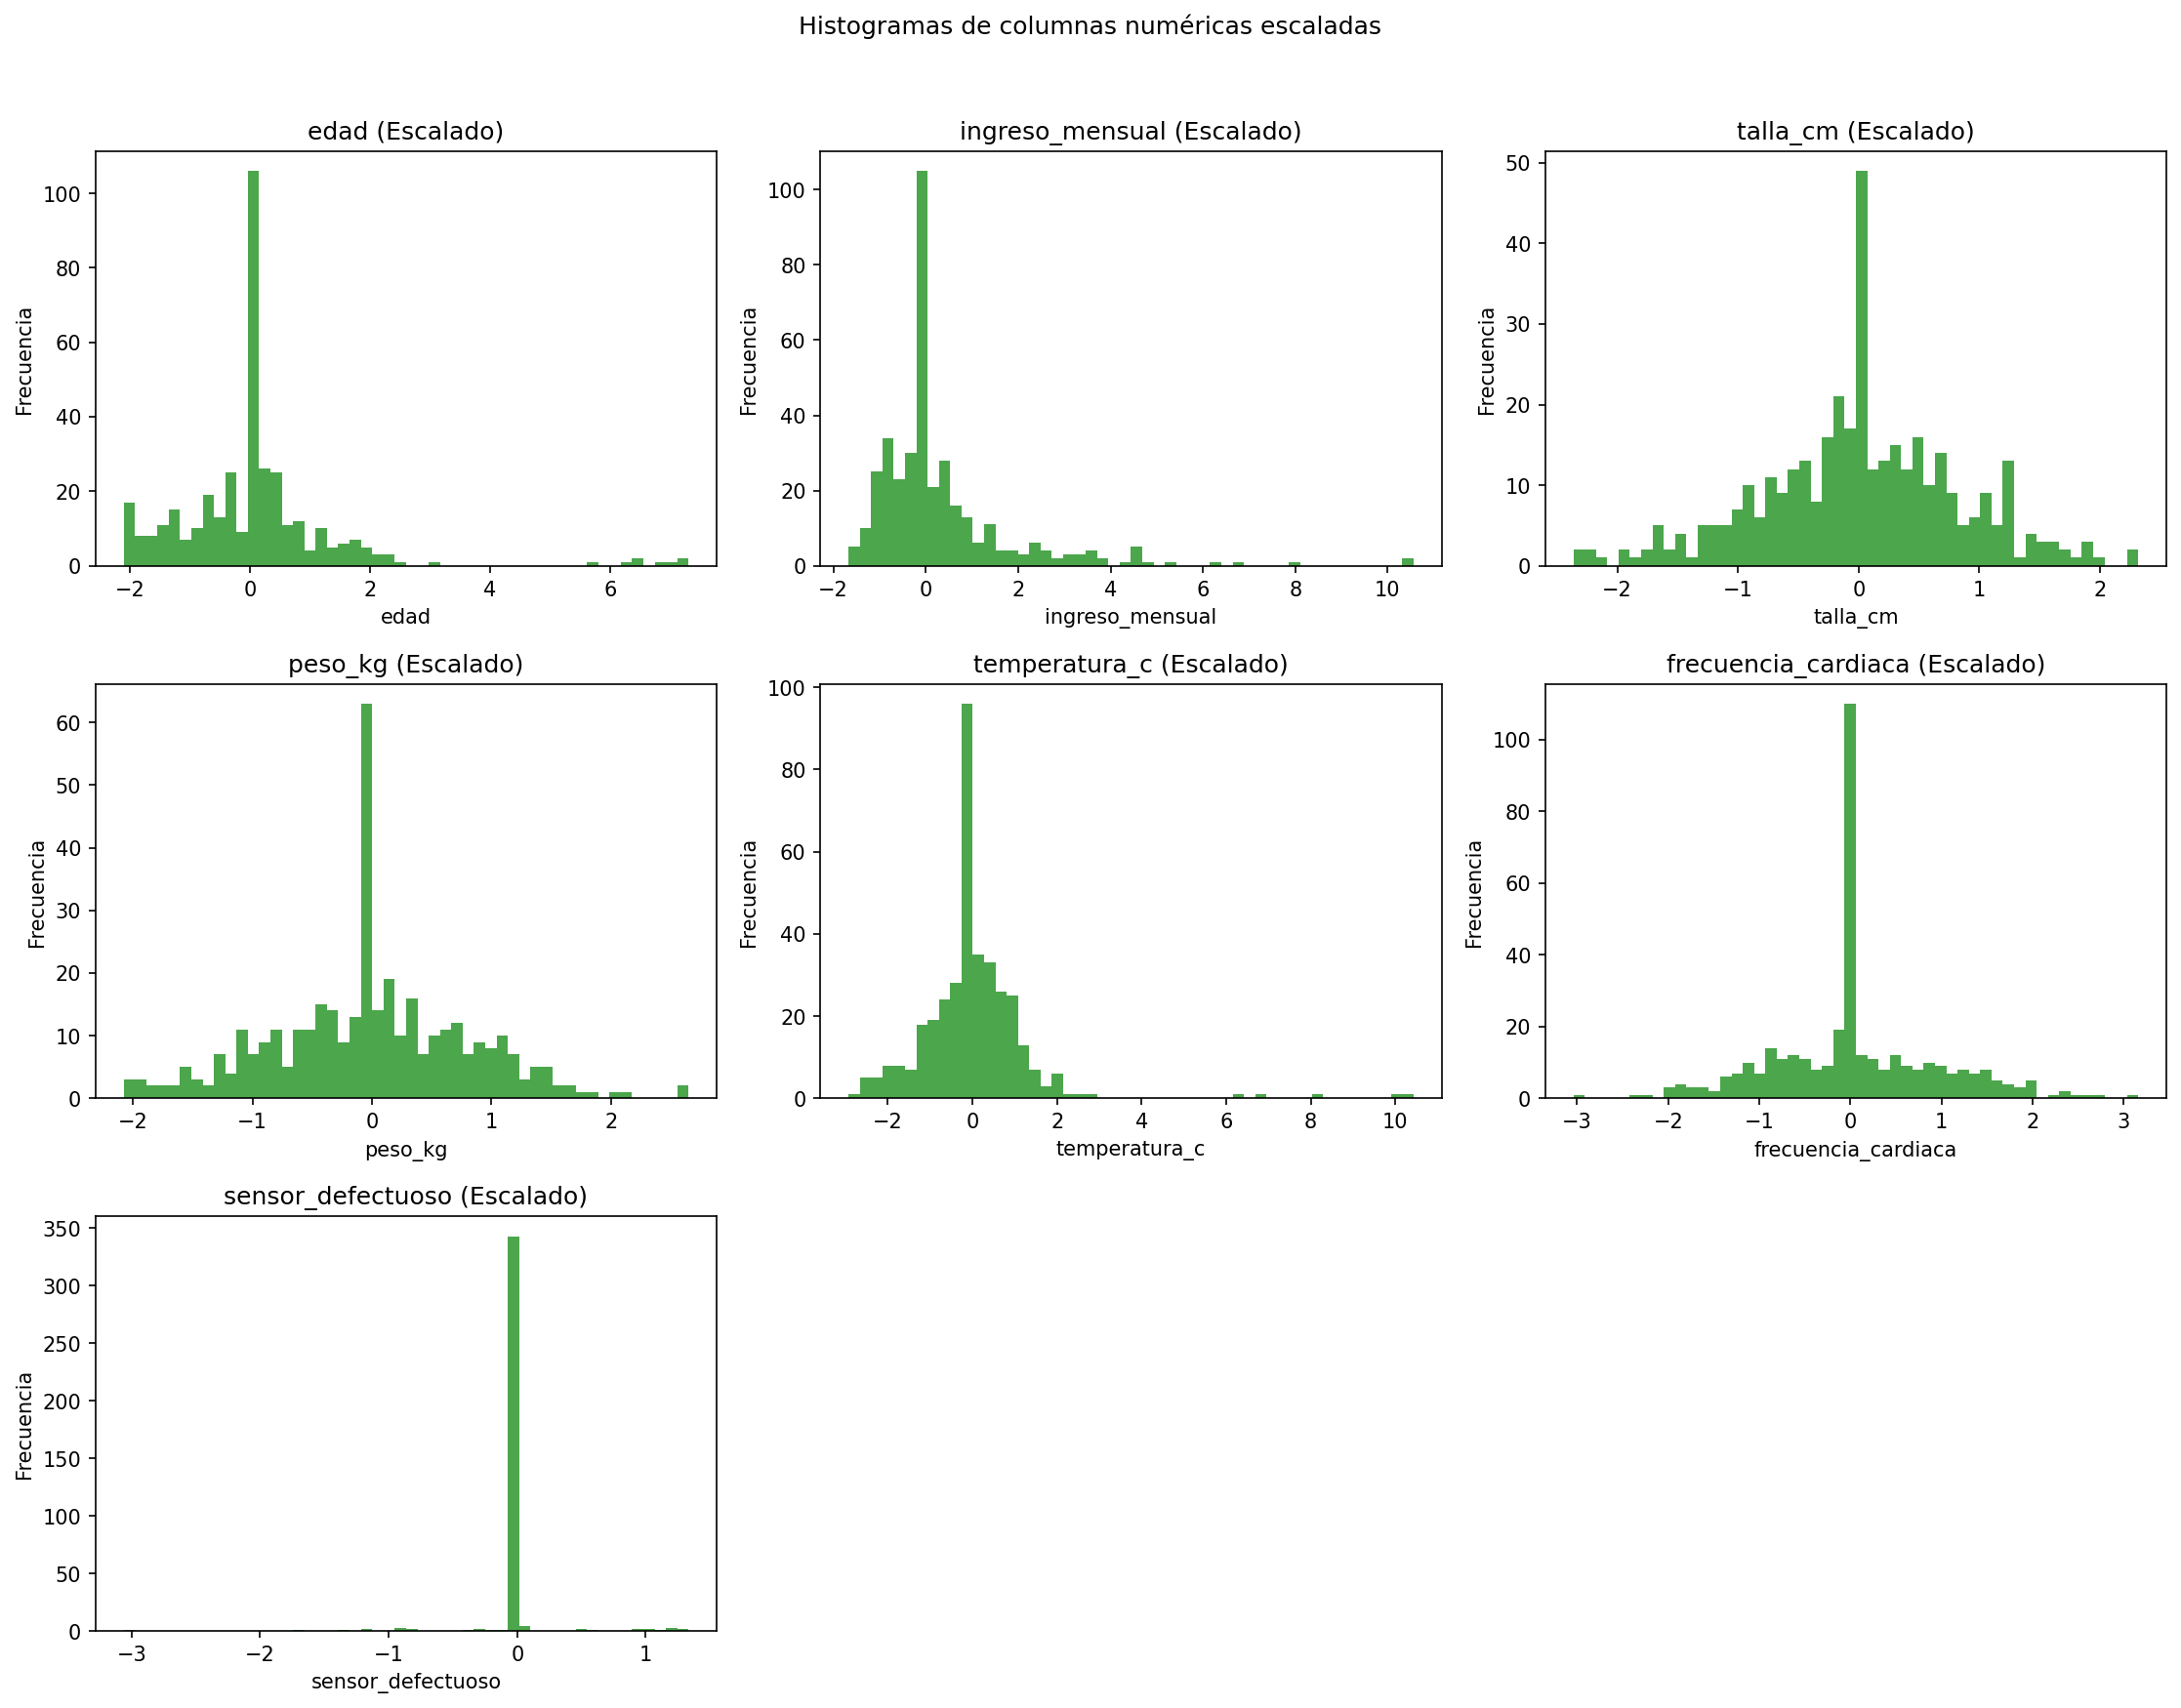 Histogramas de columnas numéricas escaladas
edad (Escalado)
Frecuencia
100
80
60
40
20
0
−2 0 2 4 6
edad
ingreso_mensual (Escalado)
Frecuencia
100
80
60
40
20
0
−2 0 2 4 6 8 10
ingreso_mensual
talla_cm (Escalado)
Frecuencia
50
40
30
20
10
0
−2 −1 0 1 2
talla_cm
peso_kg (Escalado)
Frecuencia
60
50
40
30
20
10
0
−2 −1 0 1 2
peso_kg
temperatura_c (Escalado)
Frecuencia
100
80
60
40
20
0
−2 0 2 4 6 8 10
temperatura_c
frecuencia_cardiaca (Escalado)
Frecuencia
100
80
60
40
20
0
−3 −2 −1 0 1 2 3
frecuencia_cardiaca
sensor_defectuoso (Escalado)
Frecuencia
350
300
250
200
150
100
50
0
−3 −2 −1 0 1
sensor_defectuoso